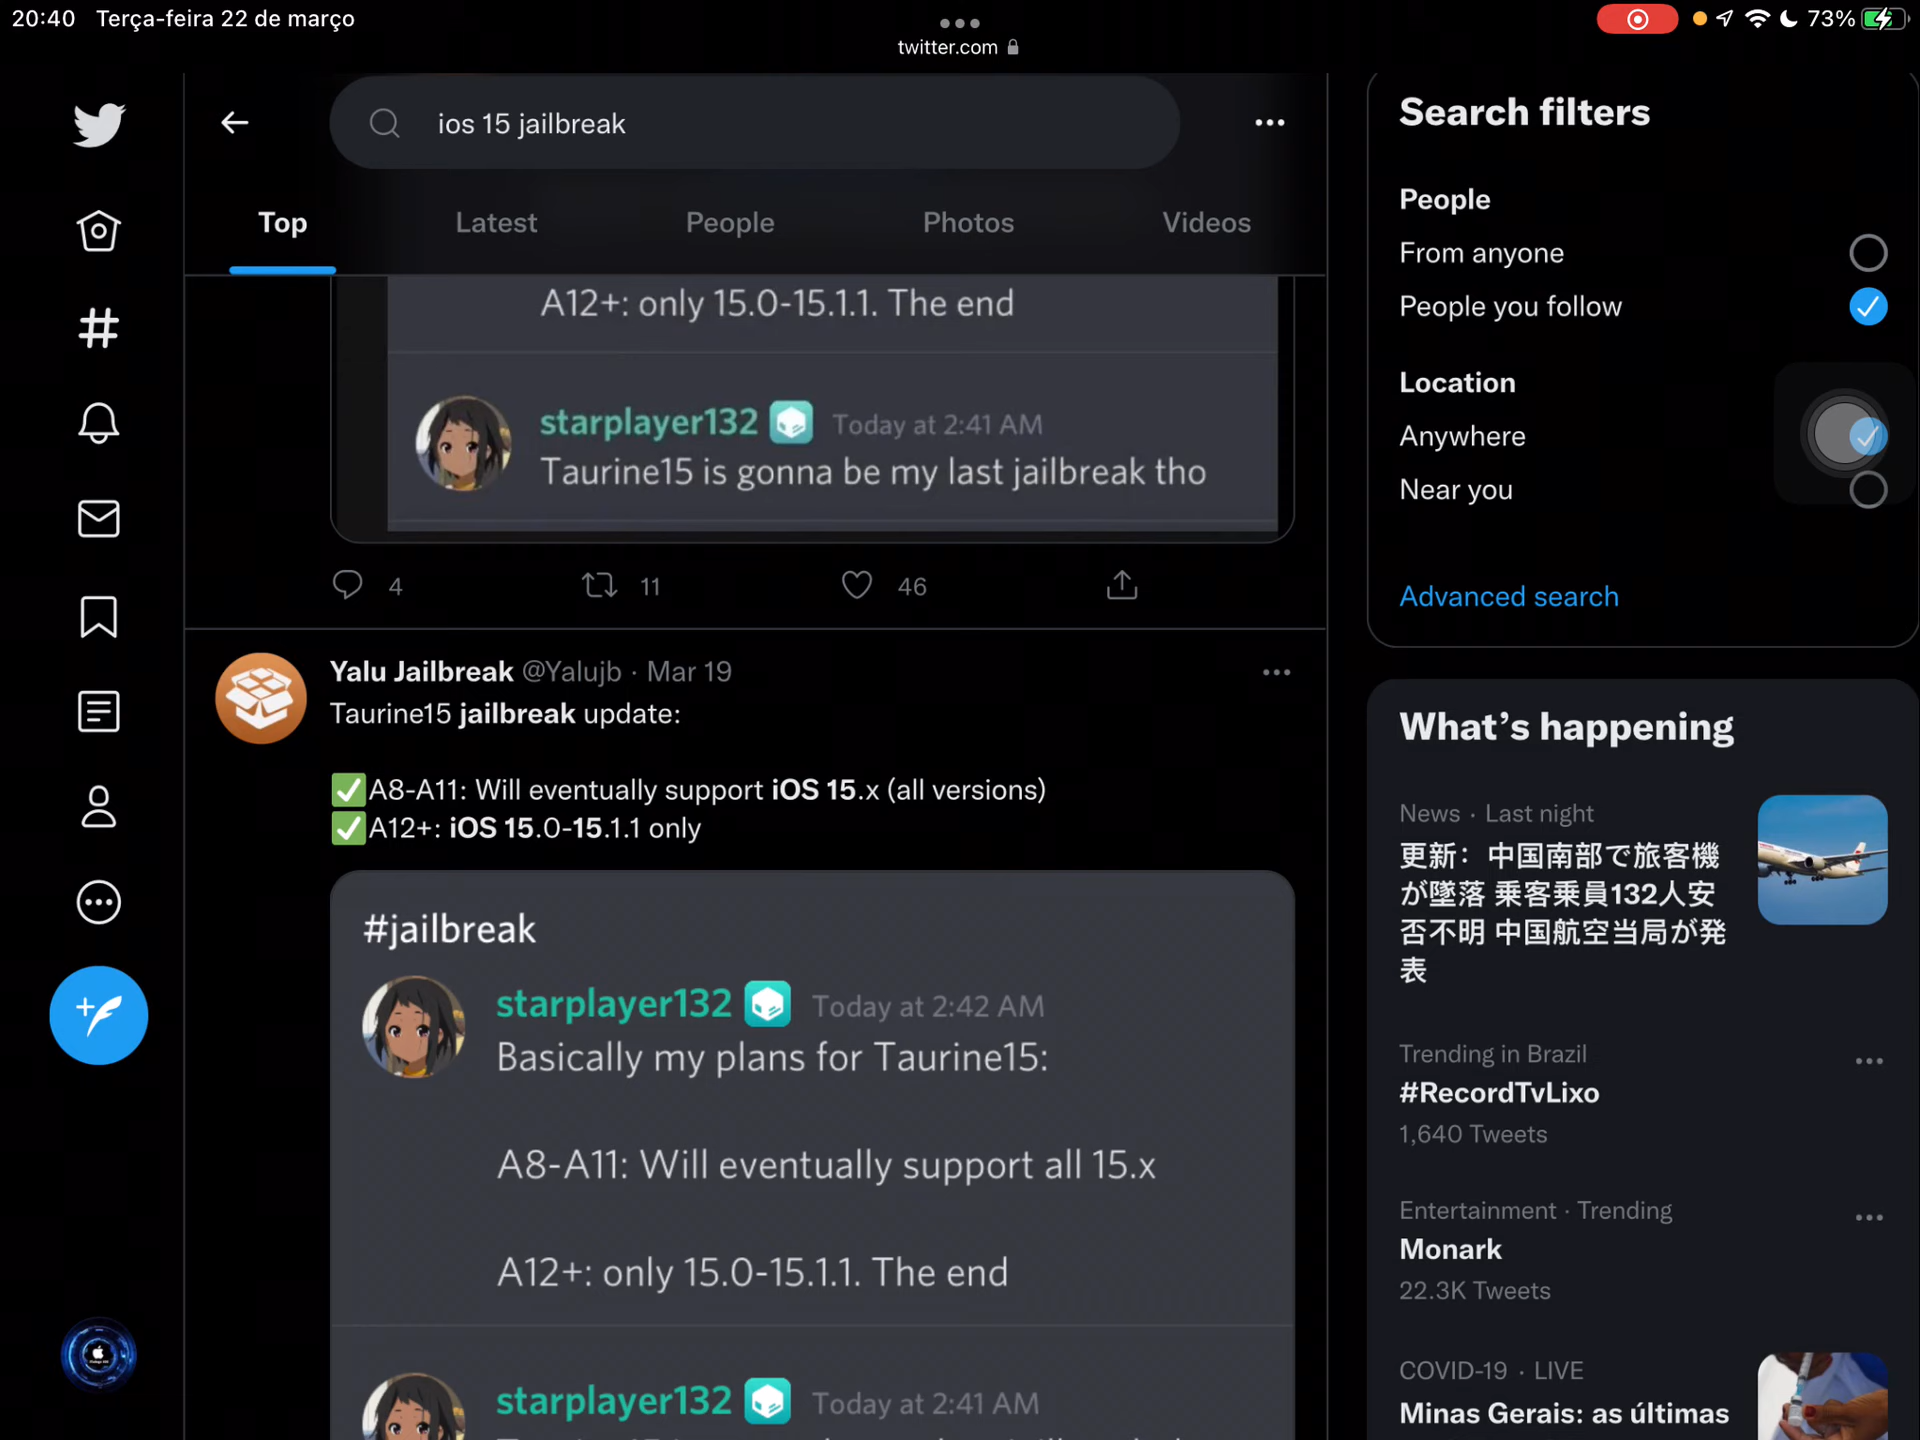 20:40 Terça-feira 22 de março
twitter.com
73%
ios 15 jailbreak
Top Latest People Photos Videos
A12+: only 15.0-15.1.1. The end
starplayer132 Today at 2:41 AM
Taurine15 is gonna be my last jailbreak tho
4 11 46
Yalu Jailbreak @Yalujb · Mar 19
Taurine15 jailbreak update:
✅A8-A11: Will eventually support iOS 15.x (all versions)
✅A12+: iOS 15.0-15.1.1 only
#jailbreak
starplayer132 Today at 2:42 AM
Basically my plans for Taurine15:
A8-A11: Will eventually support all 15.x
A12+: only 15.0-15.1.1. The end
starplayer132 Today at 2:41 AM
Search filters
People
From anyone
People you follow
Location
Anywhere
Near you
Advanced search
What's happening
News · Last night
更新：中国南部で旅客機
が墜落 乗客乗員132人安
否不明 中国航空当局が発
表
Trending in Brazil
#RecordTvLixo
1,640 Tweets
Entertainment · Trending
Monark
22.3K Tweets
COVID-19 · LIVE
Minas Gerais: as últimas